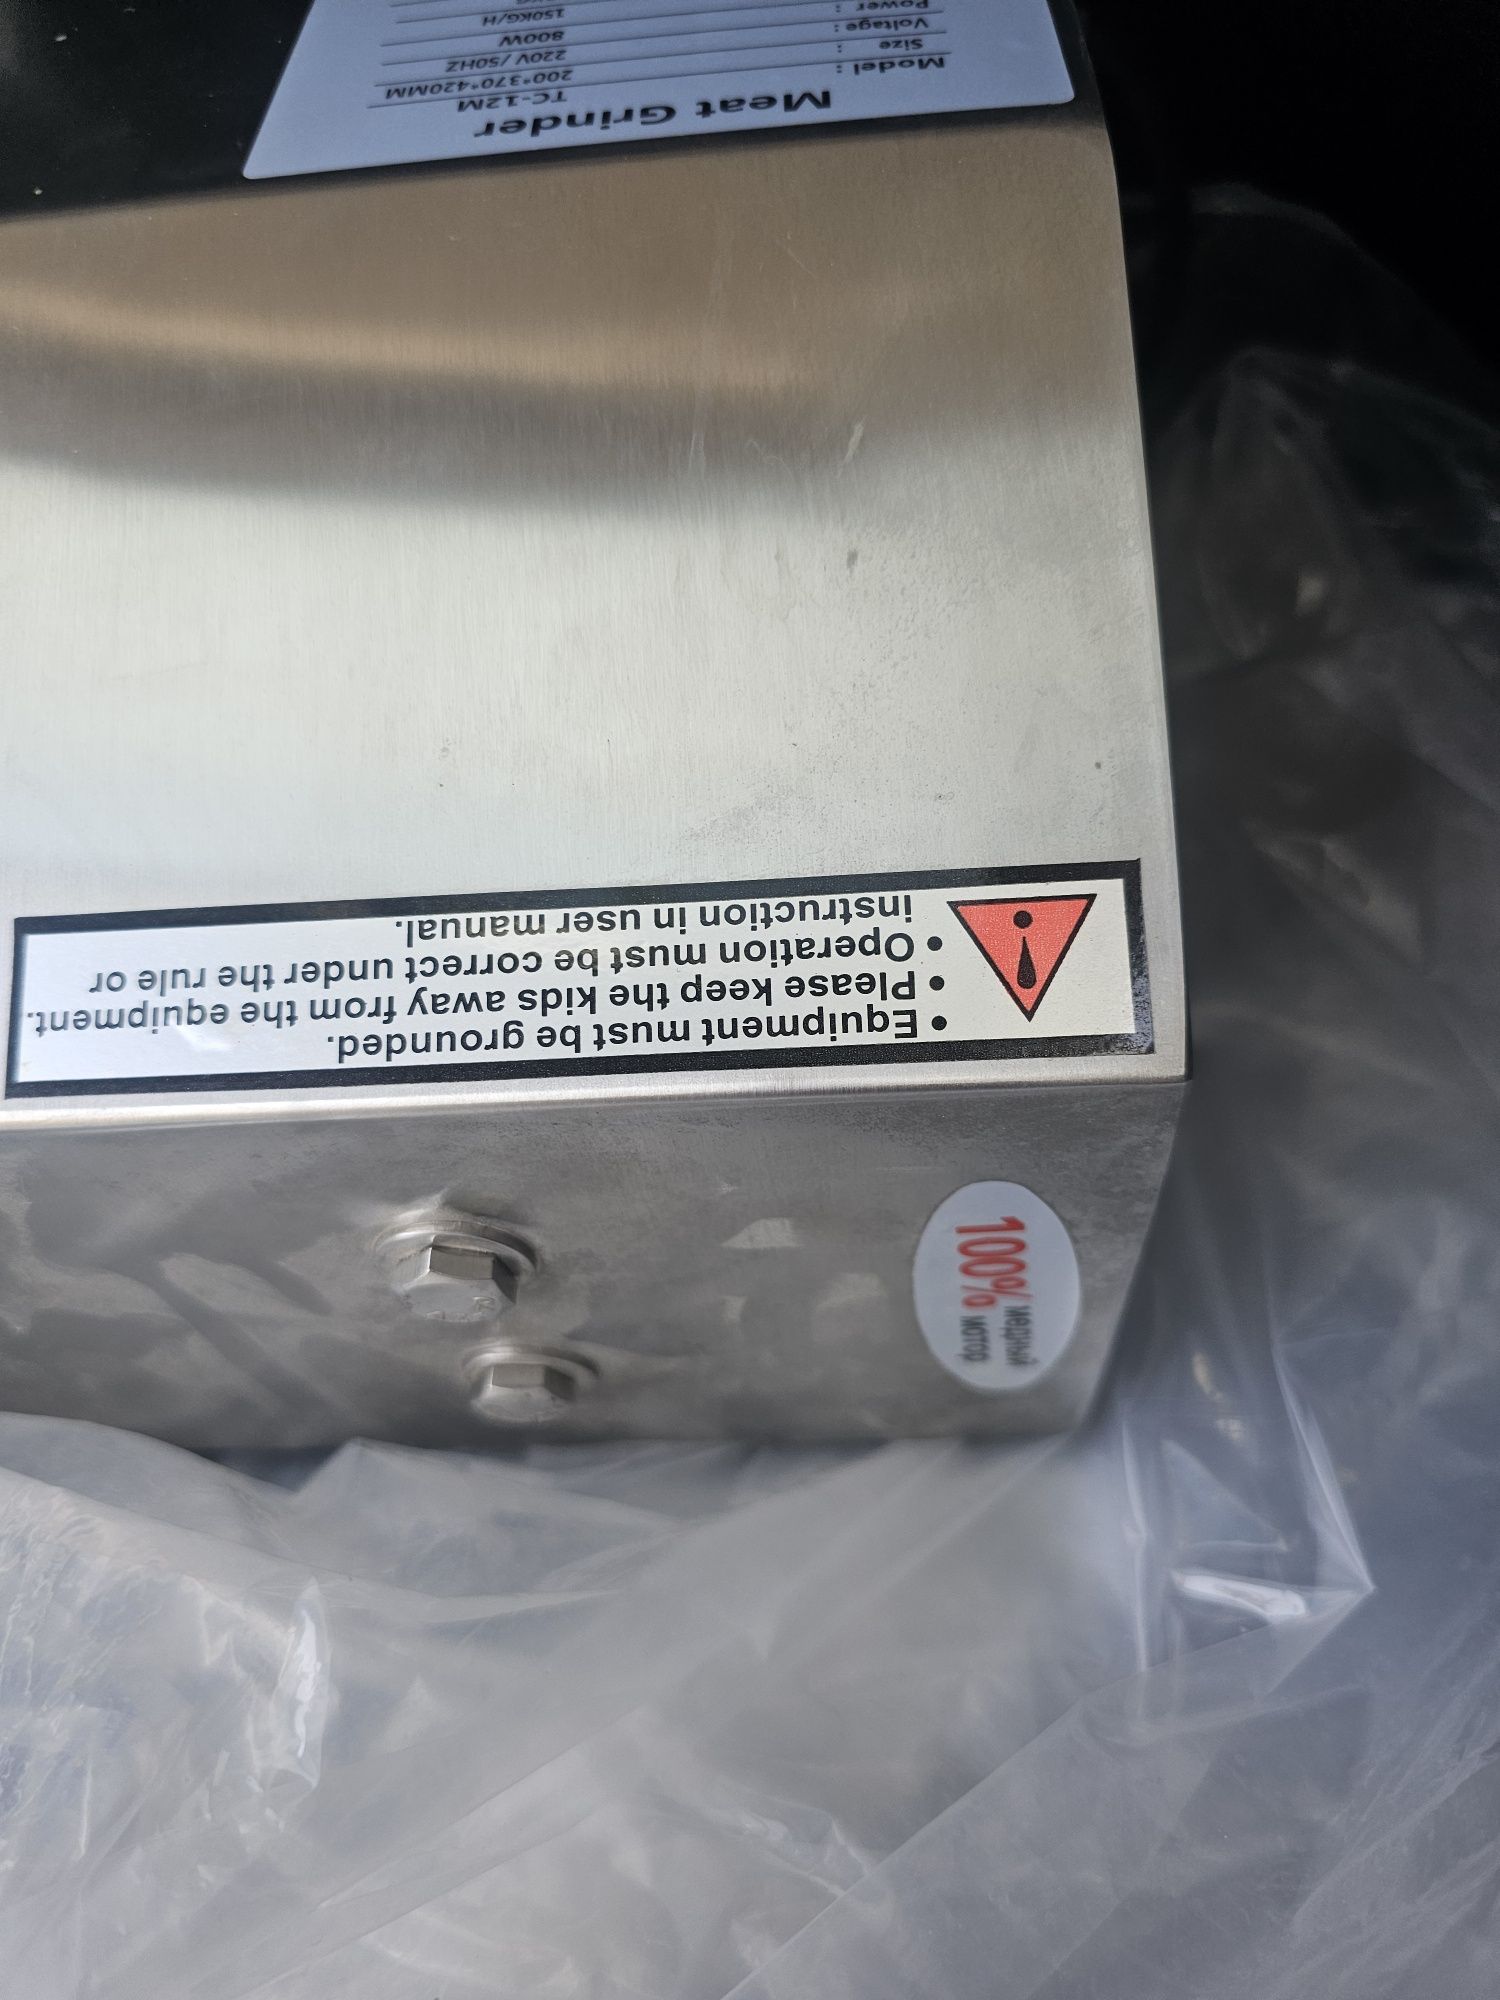 Meat Grinder
Model : TC-12M
Size : 200*370*420MM
Voltage : 220V/50HZ
Power : 800W
150KG/H
• Equipment must be grounded.
• Please keep the kids away from the equipment.
• Operation must be correct under the rule or
instruction in user manual.
100% медный
мотор